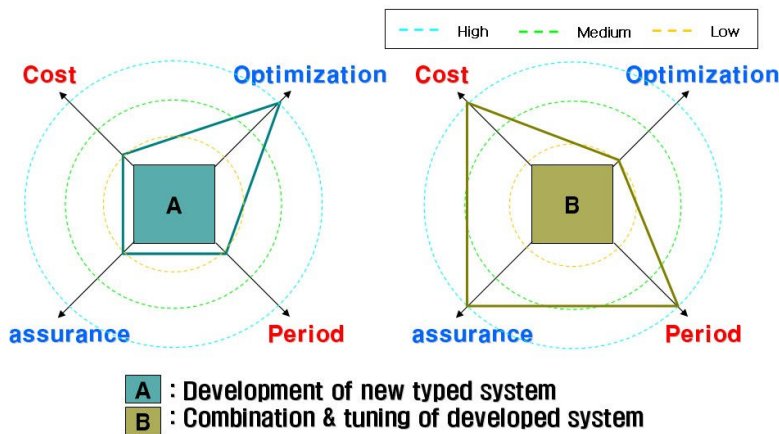 High Medium Low
Cost Optimization
A
assurance Period
Cost Optimization
B
assurance Period
A : Development of new typed system
B : Combination & tuning of developed system